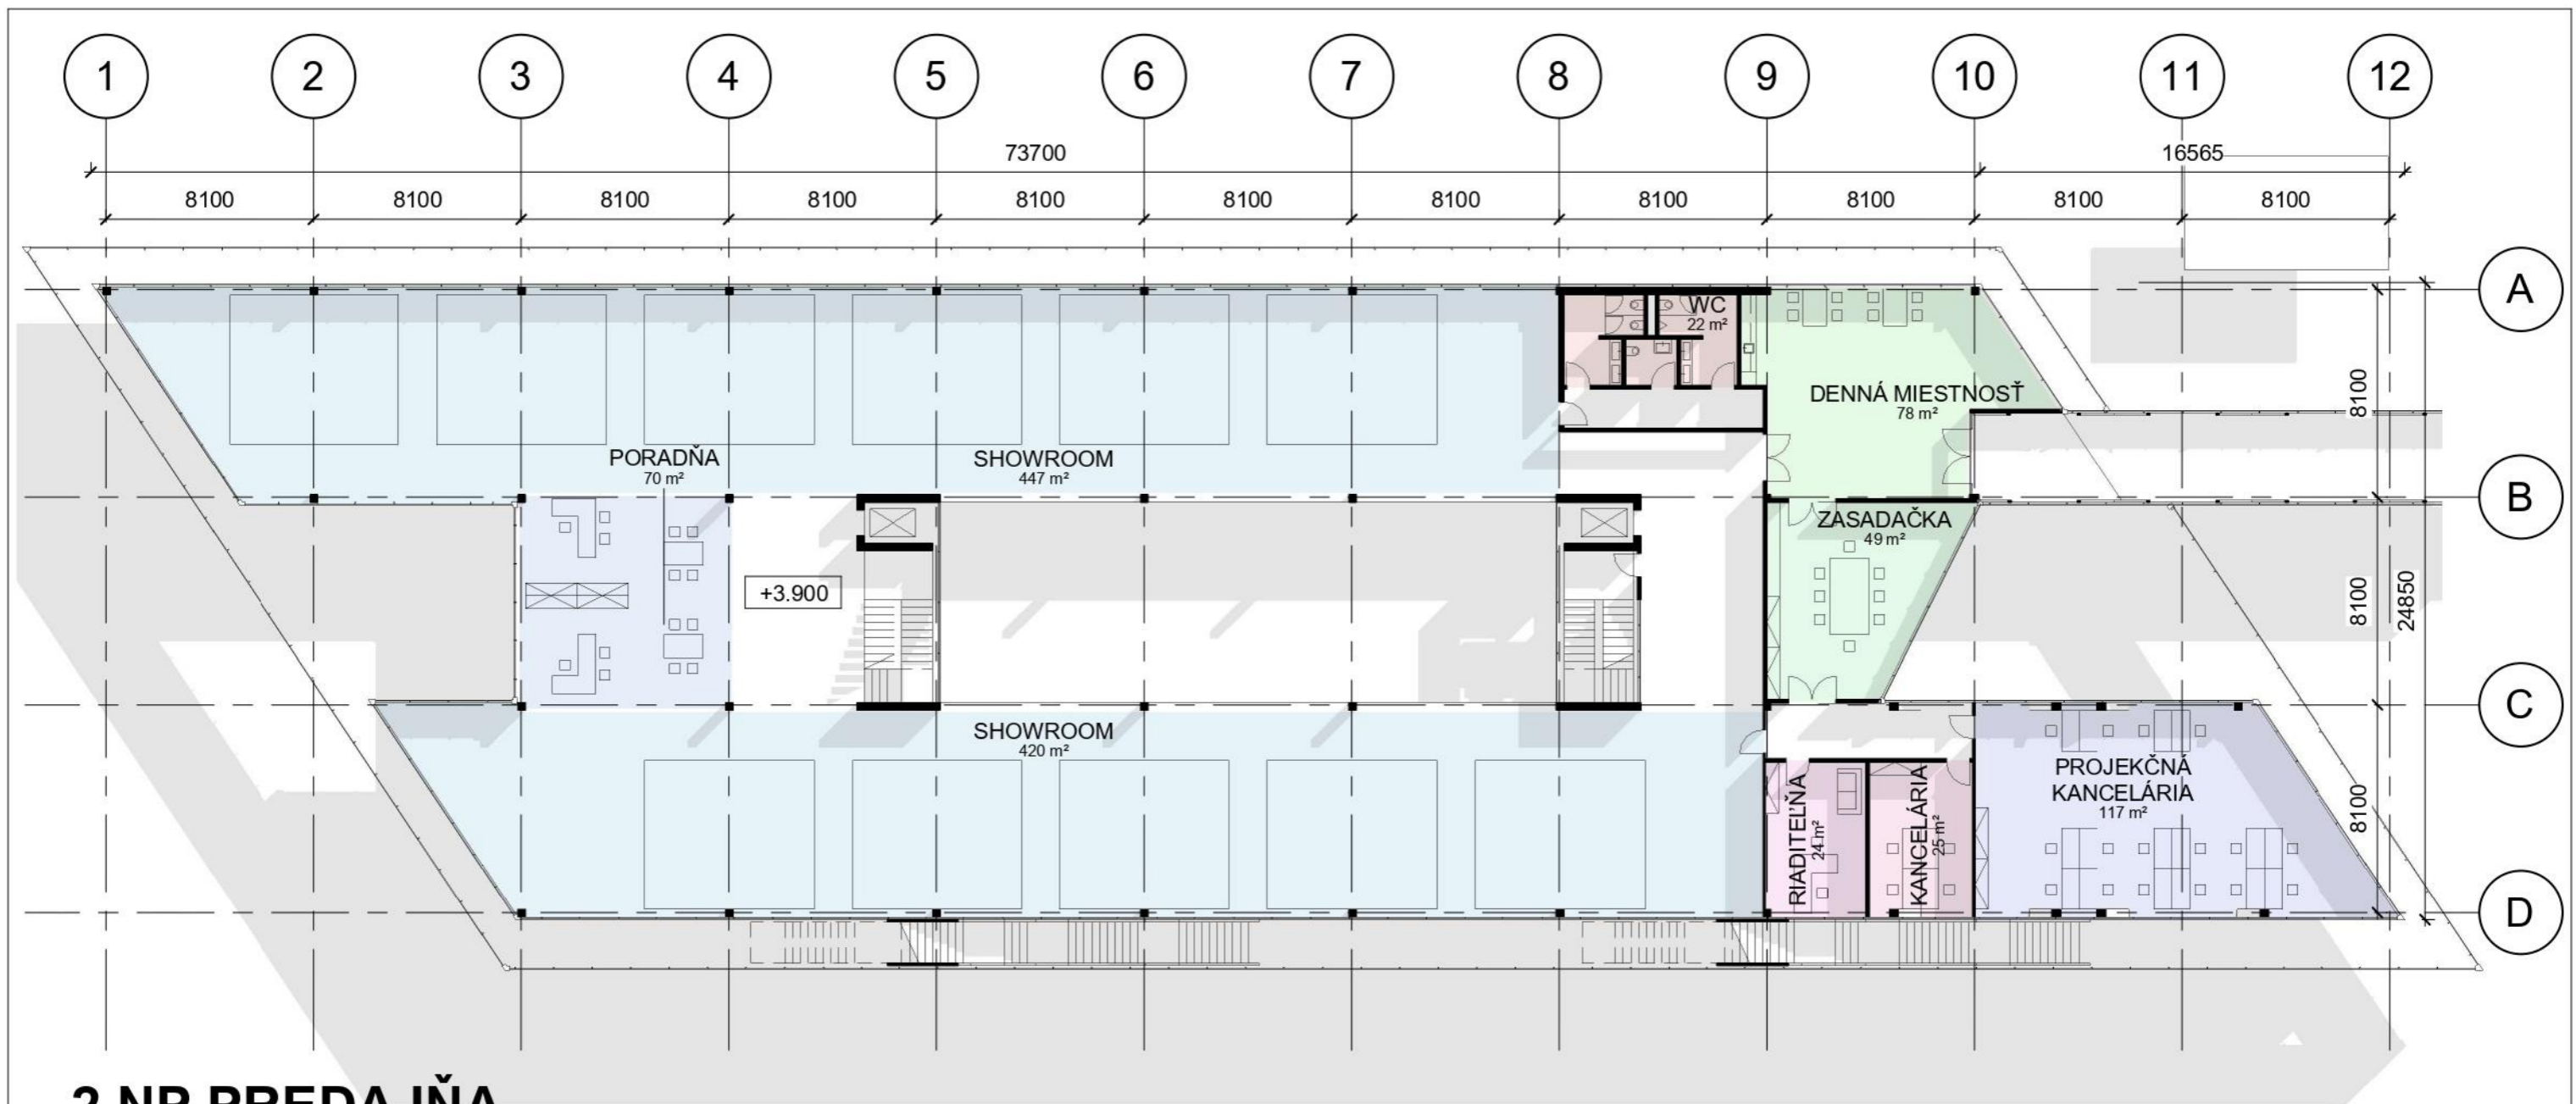 1 2 3 4 5 6 7 8 9 10 11 12
73700 16565
8100 8100 8100 8100 8100 8100 8100 8100 8100 8100 8100
A
WC
22 m²
DENNÁ MIESTNOSŤ
78 m²
8100
PORADŇA
70 m²
SHOWROOM
447 m²
B
ZASADAČKA
49 m²
+3.900
8100
24850
C
SHOWROOM
420 m²
RIADITEĽŇA
24 m²
KANCELÁRIA
25 m²
PROJEKČNÁ
KANCELÁRIA
117 m²
8100
D
2.NP PREDAJŇA